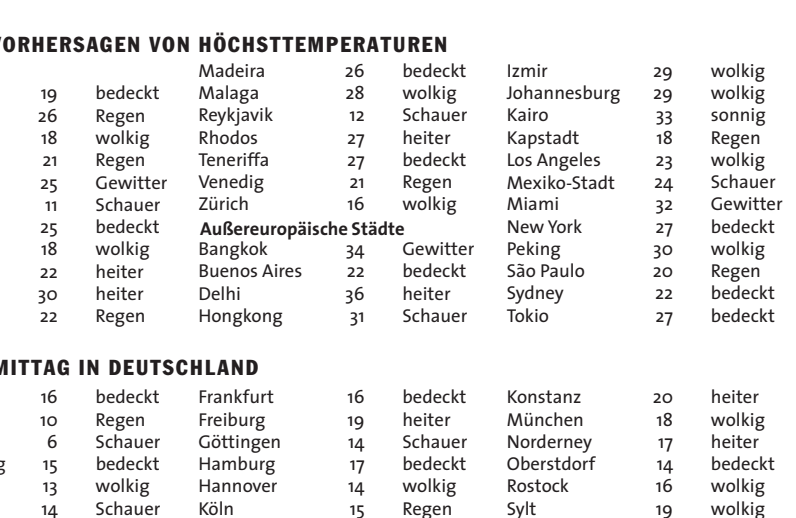 VORHERSAGEN VON HÖCHSTTEMPERATUREN
Madeira 26 bedeckt Izmir 29 wolkig
19 bedeckt Malaga 28 wolkig Johannesburg 29 wolkig
26 Regen Reykjavik 12 Schauer Kairo 33 sonnig
18 wolkig Rhodos 27 heiter Kapstadt 18 Regen
21 Regen Teneriffa 27 bedeckt Los Angeles 23 wolkig
25 Gewitter Venedig 21 Regen Mexiko-Stadt 24 Schauer
11 Schauer Zürich 16 wolkig Miami 32 Gewitter
25 bedeckt Außereuropäische Städte New York 27 bedeckt
18 wolkig Bangkok 34 Gewitter Peking 30 wolkig
22 heiter Buenos Aires 22 bedeckt São Paulo 20 Regen
30 heiter Delhi 36 heiter Sydney 22 bedeckt
22 Regen Hongkong 31 Schauer Tokio 27 bedeckt
MITTAG IN DEUTSCHLAND
16 bedeckt Frankfurt 16 bedeckt Konstanz 20 heiter
10 Regen Freiburg 19 heiter München 18 wolkig
6 Schauer Göttingen 14 Schauer Norderney 17 heiter
g 15 bedeckt Hamburg 17 bedeckt Oberstdorf 14 bedeckt
13 wolkig Hannover 14 wolkig Rostock 16 wolkig
14 Schauer Köln 15 Regen Sylt 19 wolkig